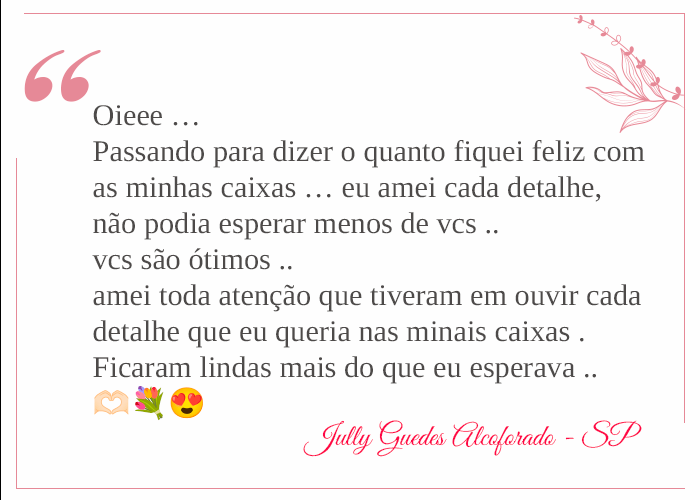 Oieee …
Passando para dizer o quanto fiquei feliz com
as minhas caixas … eu amei cada detalhe,
não podia esperar menos de vcs ..
vcs são ótimos ..
amei toda atenção que tiveram em ouvir cada
detalhe que eu queria nas minais caixas .
Ficaram lindas mais do que eu esperava ..
🫶🏻💐😍
Jully Guedes Alcoforado - SP